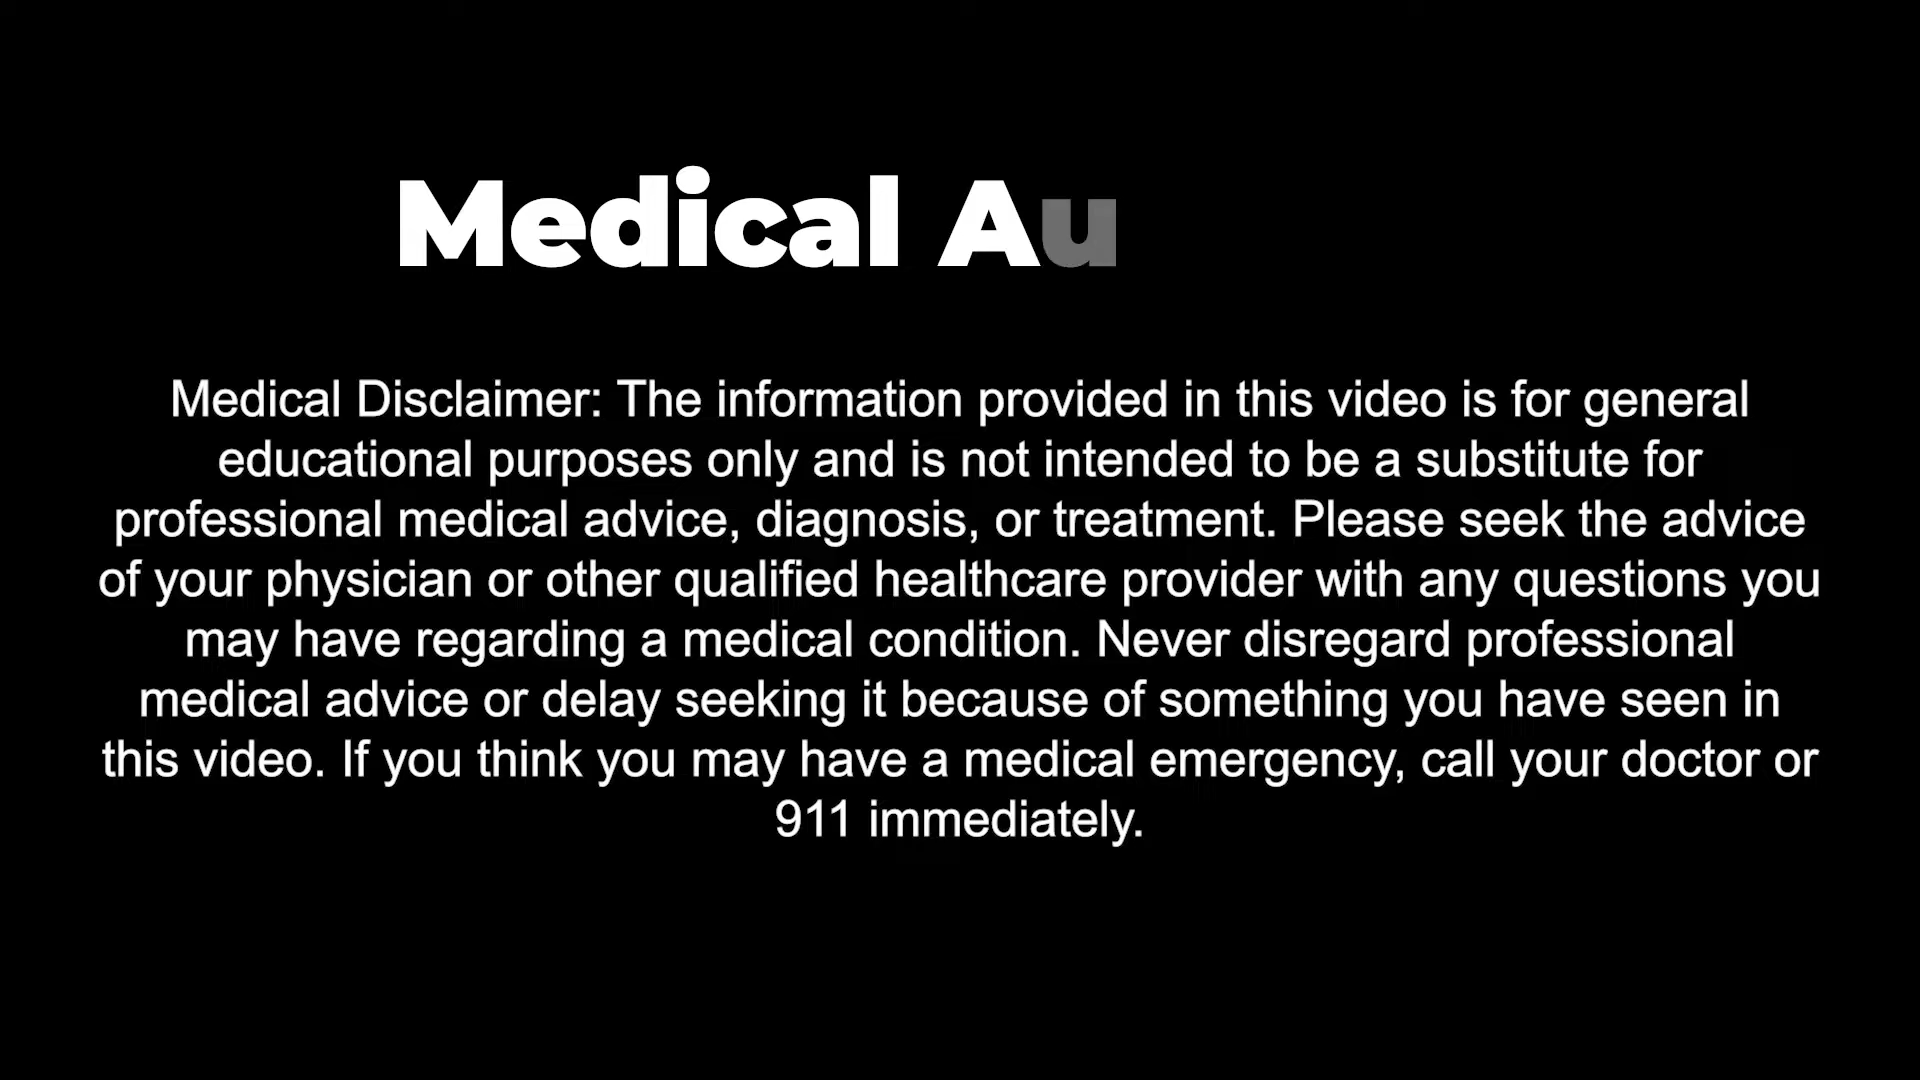 Medical Au
Medical Disclaimer: The information provided in this video is for general
educational purposes only and is not intended to be a substitute for
professional medical advice, diagnosis, or treatment. Please seek the advice
of your physician or other qualified healthcare provider with any questions you
may have regarding a medical condition. Never disregard professional
medical advice or delay seeking it because of something you have seen in
this video. If you think you may have a medical emergency, call your doctor or
911 immediately.